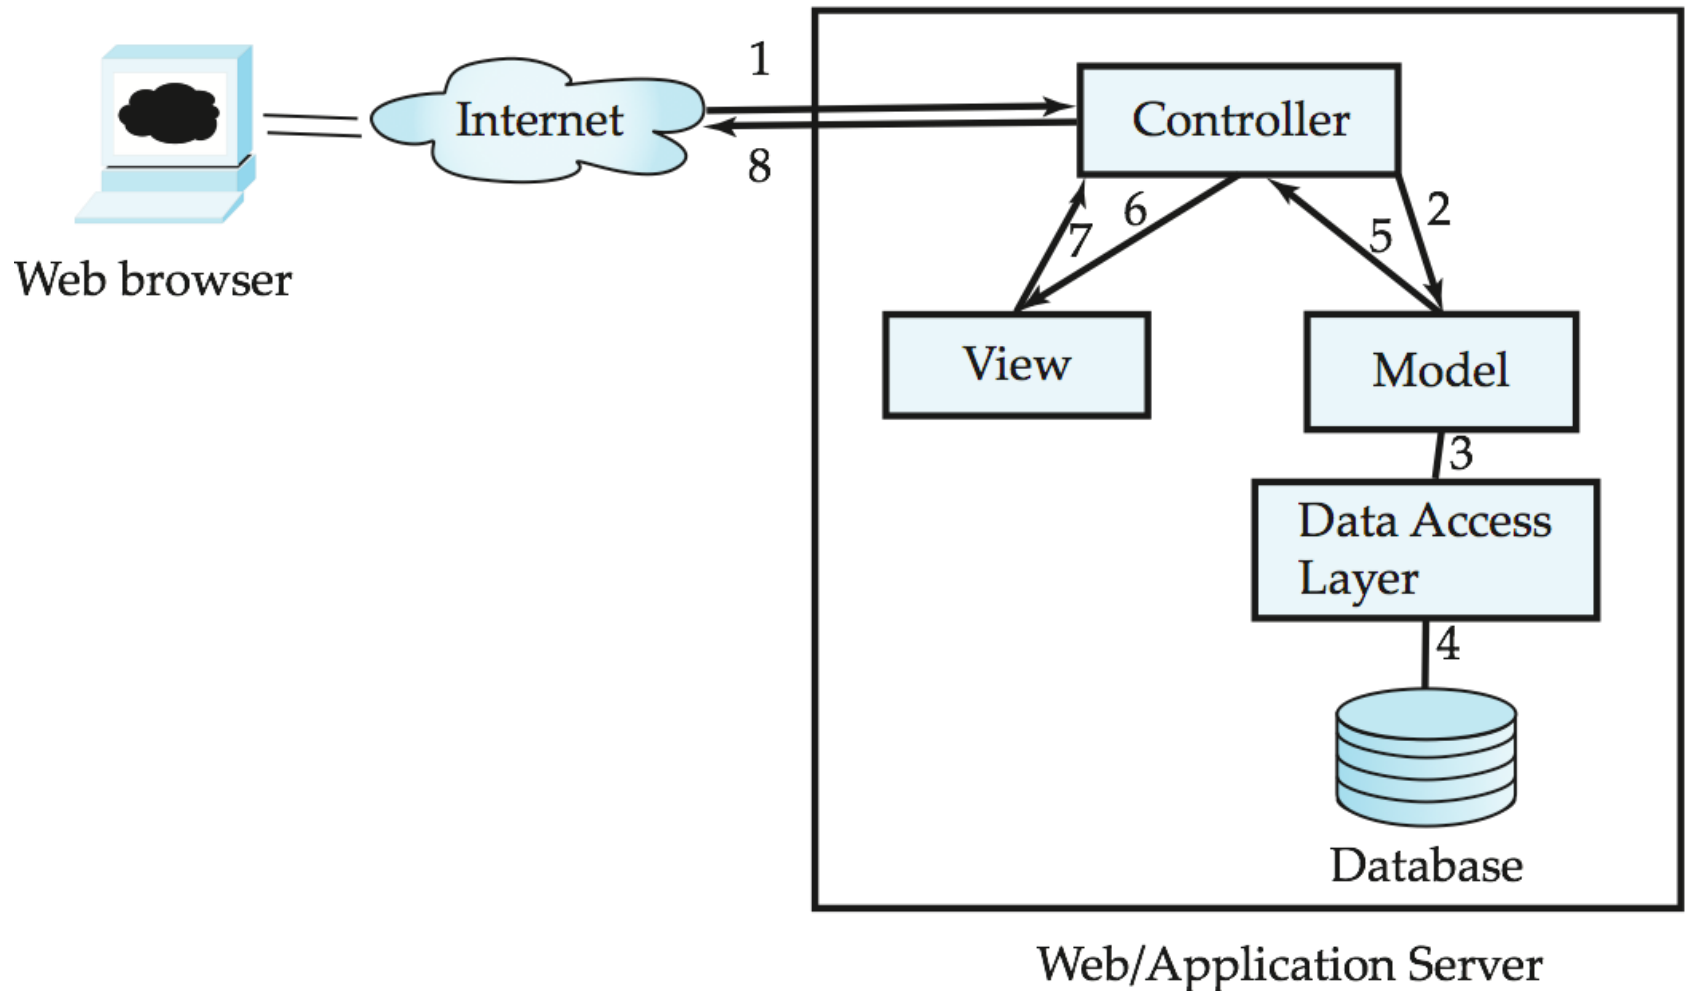 1
Internet
Controller
8
Web browser
6
2
7
5
View
Model
3
Data Access
Layer
4
Database
Web/Application Server